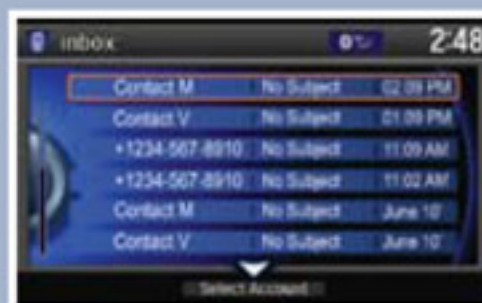 inbox 2:48
Contact M No Subject 02:09 PM
Contact V No Subject 01:09 PM
+1234-567-8910 No Subject 11:09 AM
+1234-567-8910 No Subject 11:02 AM
Contact M No Subject June 10
Contact V No Subject June 10
Select Account